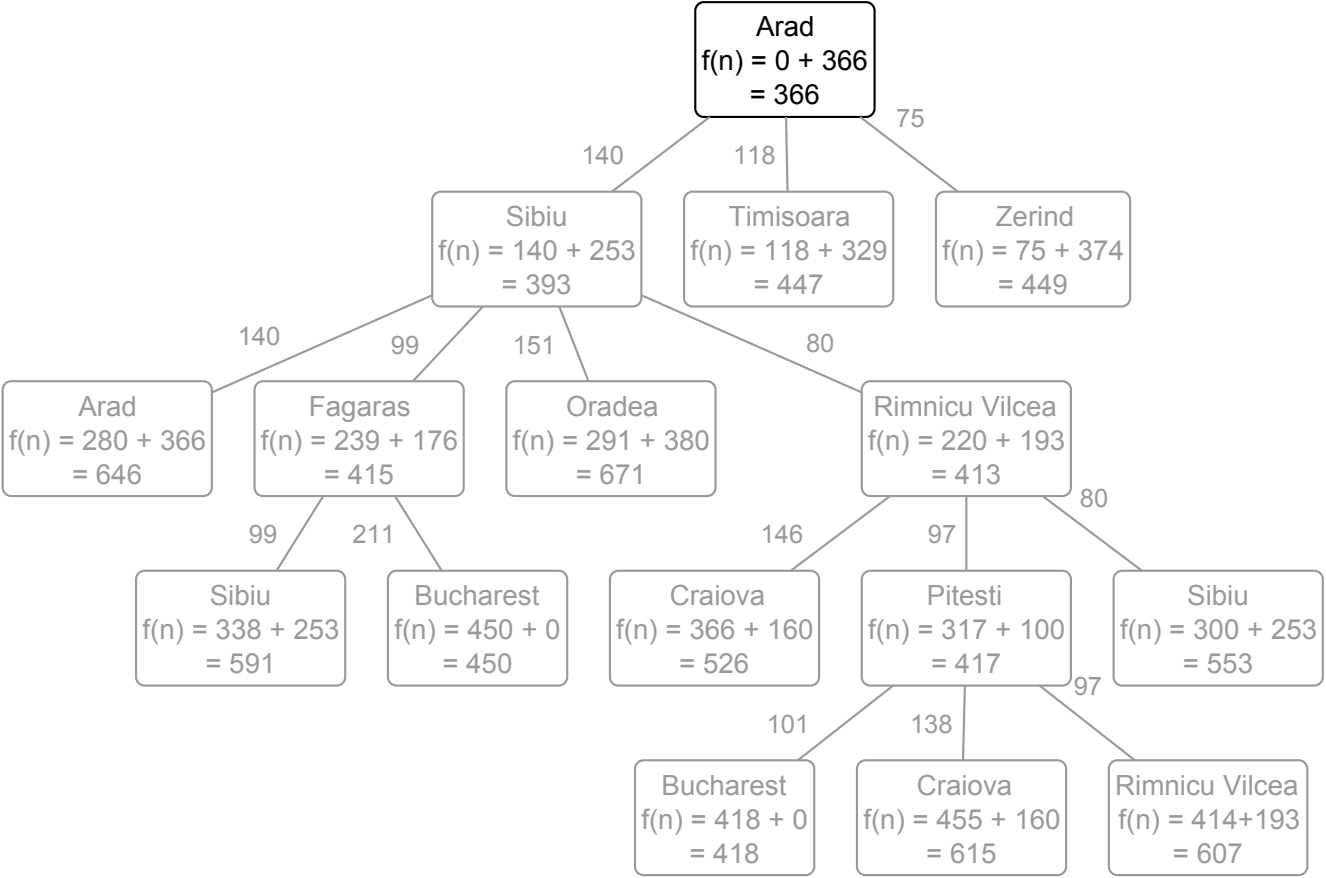 Arad
f(n) = 0 + 366
= 366
75
140
118
Sibiu
f(n) = 140 + 253
= 393
Timisoara
f(n) = 118 + 329
= 447
Zerind
f(n) = 75 + 374
= 449
140
99
151
80
Arad
f(n) = 280 + 366
= 646
Fagaras
f(n) = 239 + 176
= 415
Oradea
f(n) = 291 + 380
= 671
Rimnicu Vilcea
f(n) = 220 + 193
= 413
99
211
146
97
80
Sibiu
f(n) = 338 + 253
= 591
Bucharest
f(n) = 450 + 0
= 450
Craiova
f(n) = 366 + 160
= 526
Pitesti
f(n) = 317 + 100
= 417
Sibiu
f(n) = 300 + 253
= 553
101
138
97
Bucharest
f(n) = 418 + 0
= 418
Craiova
f(n) = 455 + 160
= 615
Rimnicu Vilcea
f(n) = 414+193
= 607